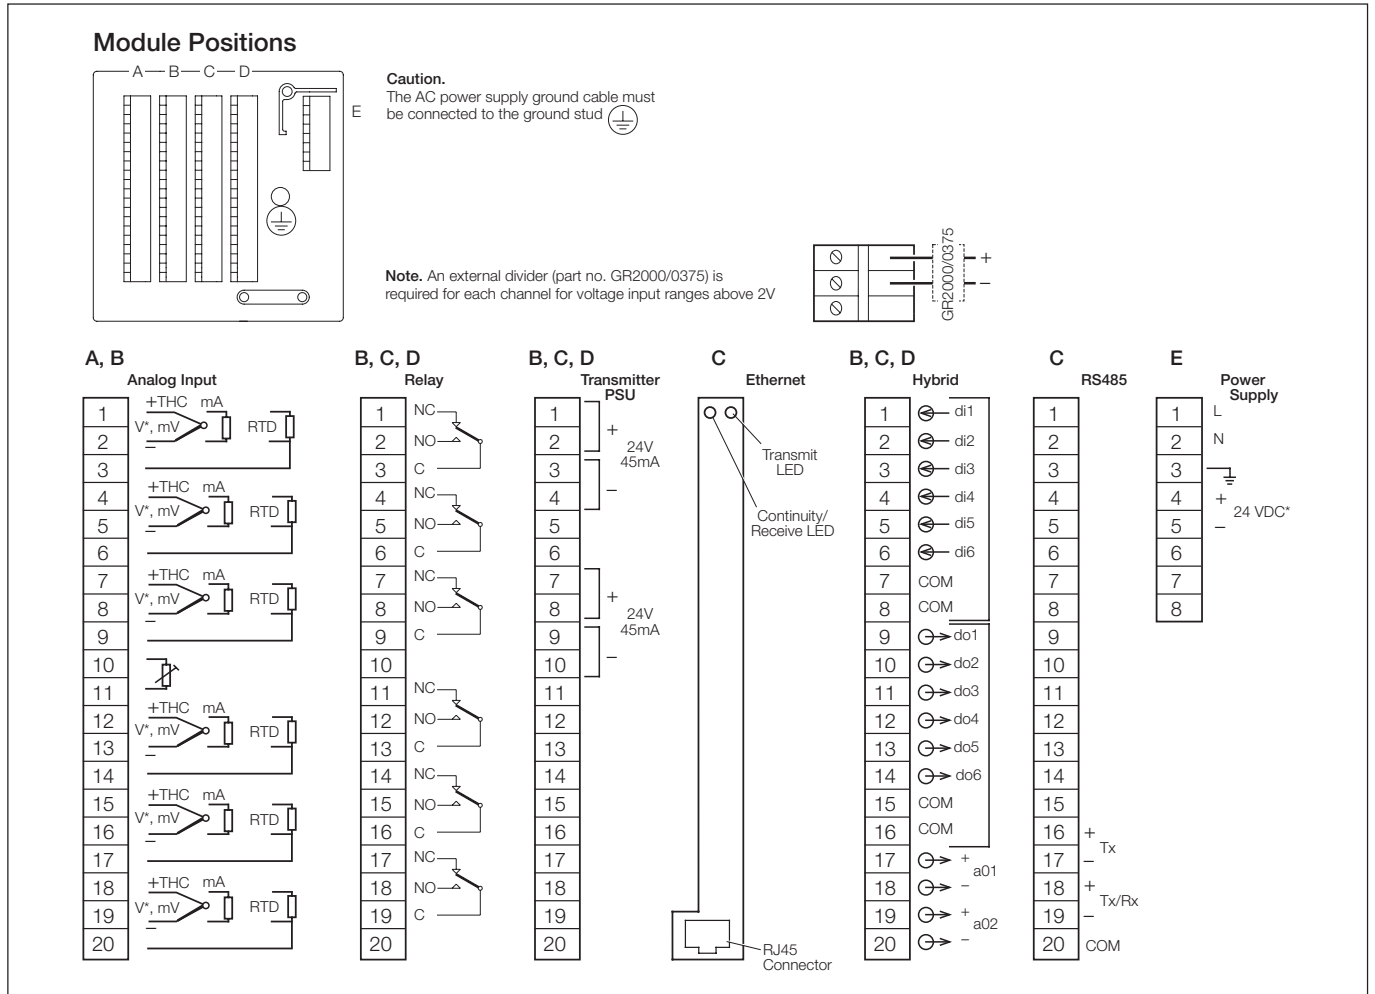 Module Positions
A B C D
E
Caution.
The AC power supply ground cable must
be connected to the ground stud
Note. An external divider (part no. GR2000/0375) is
required for each channel for voltage input ranges above 2V
GR2000/0375
+
–
A, B
Analog Input
1
2
3
4
5
6
7
8
9
10
11
12
13
14
15
16
17
18
19
20
+THC mA
V*, mV RTD
–
+THC mA
V*, mV RTD
–
+THC mA
V*, mV RTD
–
+THC mA
V*, mV RTD
–
+THC mA
V*, mV RTD
–
+THC mA
V*, mV RTD
–
B, C, D
Relay
1 NC
2 NO
3 C
4 NC
5 NO
6 C
7 NC
8 NO
9 C
10
11 NC
12 NO
13 C
14 NC
15 NO
16 C
17 NC
18 NO
19 C
20
B, C, D
Transmitter
PSU
1
2
3
4
5
6
7
8
9
10
11
12
13
14
15
16
17
18
19
20
+
24V
45mA
–
+
24V
45mA
–
C
Ethernet
Transmit
LED
Continuity/
Receive LED
RJ45
Connector
B, C, D
Hybrid
1 di1
2 di2
3 di3
4 di4
5 di5
6 di6
7 COM
8 COM
9 do1
10 do2
11 do3
12 do4
13 do5
14 do6
15 COM
16 COM
17 +
a01
18 –
19 +
a02
20 –
C
RS485
1
2
3
4
5
6
7
8
9
10
11
12
13
14
15
16 +
Tx
17 –
18 +
Tx/Rx
19 –
20 COM
E
Power
Supply
1 L
2 N
3
4 +
24 VDC*
5 –
6
7
8